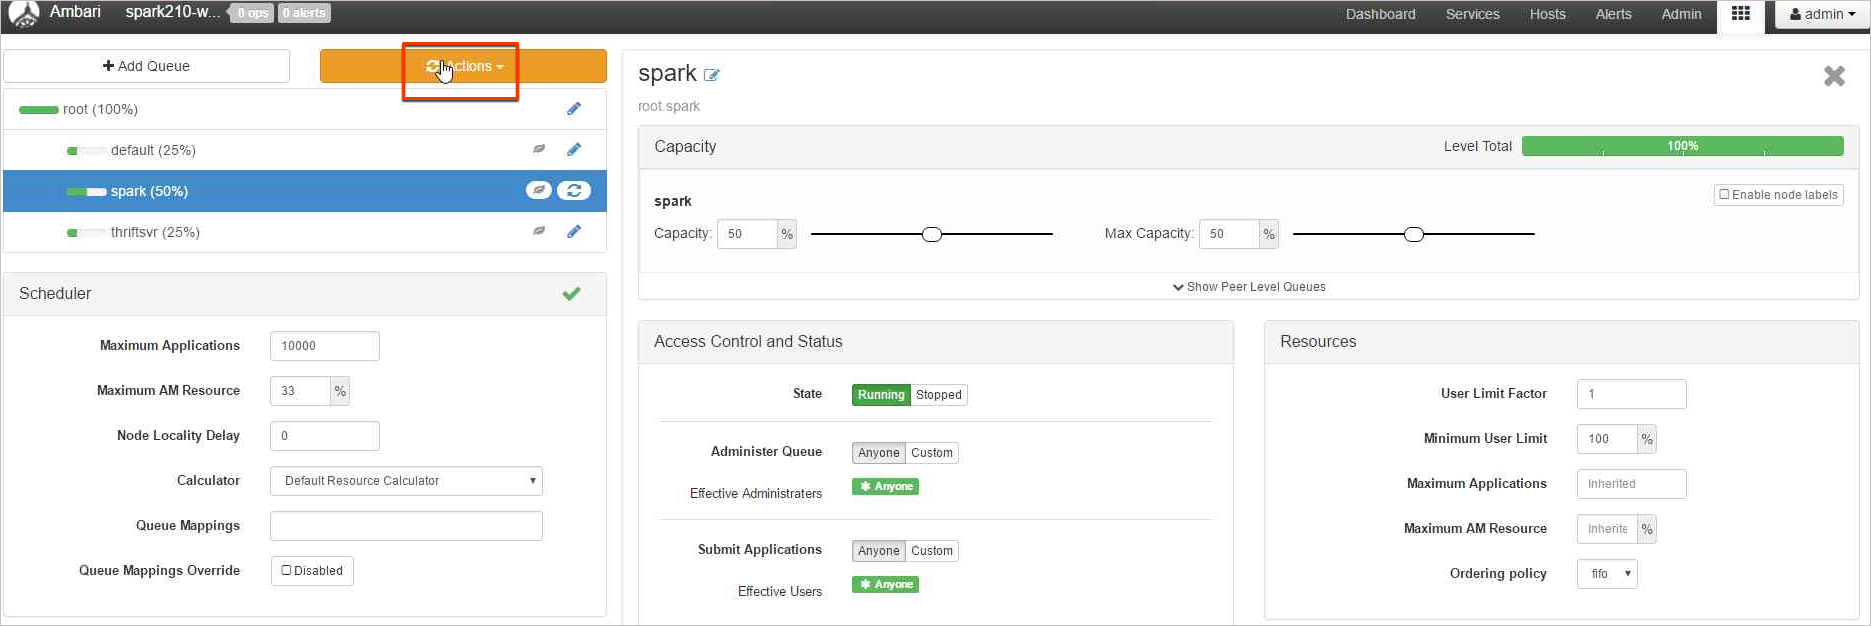 Ambari spark210-w... 0 ops 0 alerts Dashboard Services Hosts Alerts Admin admin
Add Queue
Actions
root (100%)
default (25%)
spark (50%)
thriftsvr (25%)
Scheduler
Maximum Applications 10000
Maximum AM Resource 33 %
Node Locality Delay 0
Calculator Default Resource Calculator
Queue Mappings
Queue Mappings Override Disabled
spark
root.spark
Capacity Level Total 100%
spark Enable node labels
Capacity: 50 % Max Capacity: 50 %
Show Peer Level Queues
Access Control and Status
State Running Stopped
Administer Queue Anyone Custom
Effective Administraters Anyone
Submit Applications Anyone Custom
Effective Users Anyone
Resources
User Limit Factor 1
Minimum User Limit 100 %
Maximum Applications Inherited
Maximum AM Resource Inherite %
Ordering policy fifo